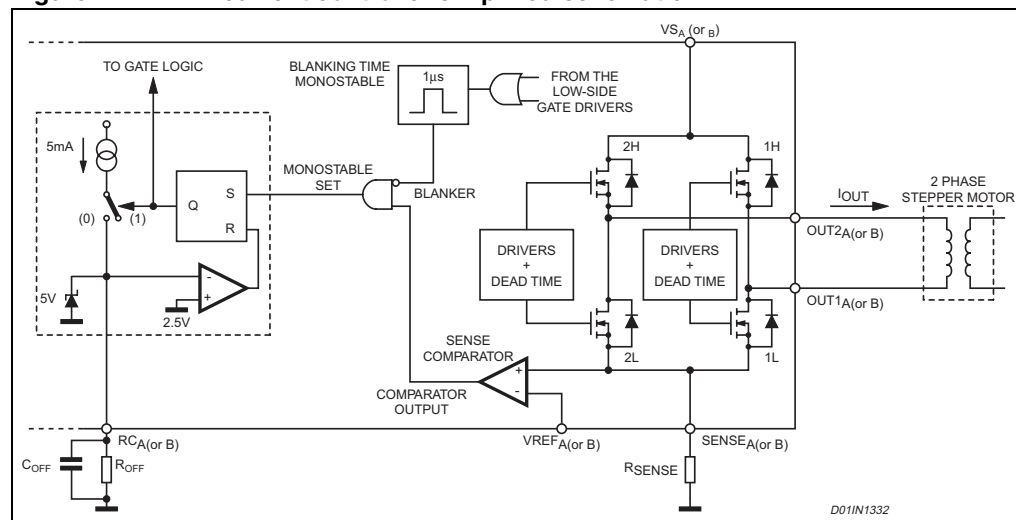 VSA (or B)
TO GATE LOGIC
BLANKING TIME
MONOSTABLE
1μs
FROM THE
LOW-SIDE
GATE DRIVERS
5mA
MONOSTABLE
SET
BLANKER
2H
1H
2 PHASE
STEPPER MOTOR
IOUT
(0)
(1)
Q
S
R
OUT2A(or B)
DRIVERS
+
DEAD TIME
DRIVERS
+
DEAD TIME
OUT1A(or B)
5V
-
+
2.5V
SENSE
COMPARATOR
+
-
2L
1L
COMPARATOR
OUTPUT
RCA(or B)
VREFA(or B)
SENSEA(or B)
COFF
ROFF
RSENSE
D01IN1332